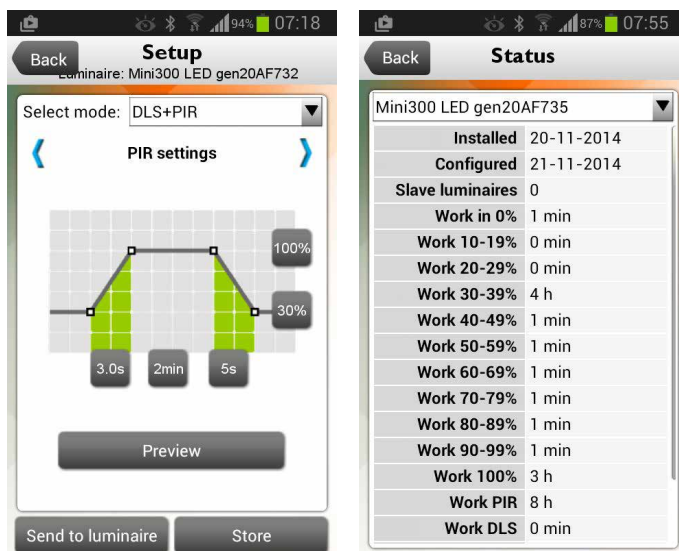 94% 07:18
Back
Setup
Luminaire: Mini300 LED gen20AF732
Select mode: DLS+PIR
PIR settings
100%
30%
3.0s 2min 5s
Preview
Send to luminaire Store
87% 07:55
Back
Status
Mini300 LED gen20AF735
Installed 20-11-2014
Configured 21-11-2014
Slave luminaires 0
Work in 0% 1 min
Work 10-19% 0 min
Work 20-29% 0 min
Work 30-39% 4 h
Work 40-49% 1 min
Work 50-59% 1 min
Work 60-69% 1 min
Work 70-79% 1 min
Work 80-89% 1 min
Work 90-99% 1 min
Work 100% 3 h
Work PIR 8 h
Work DLS 0 min